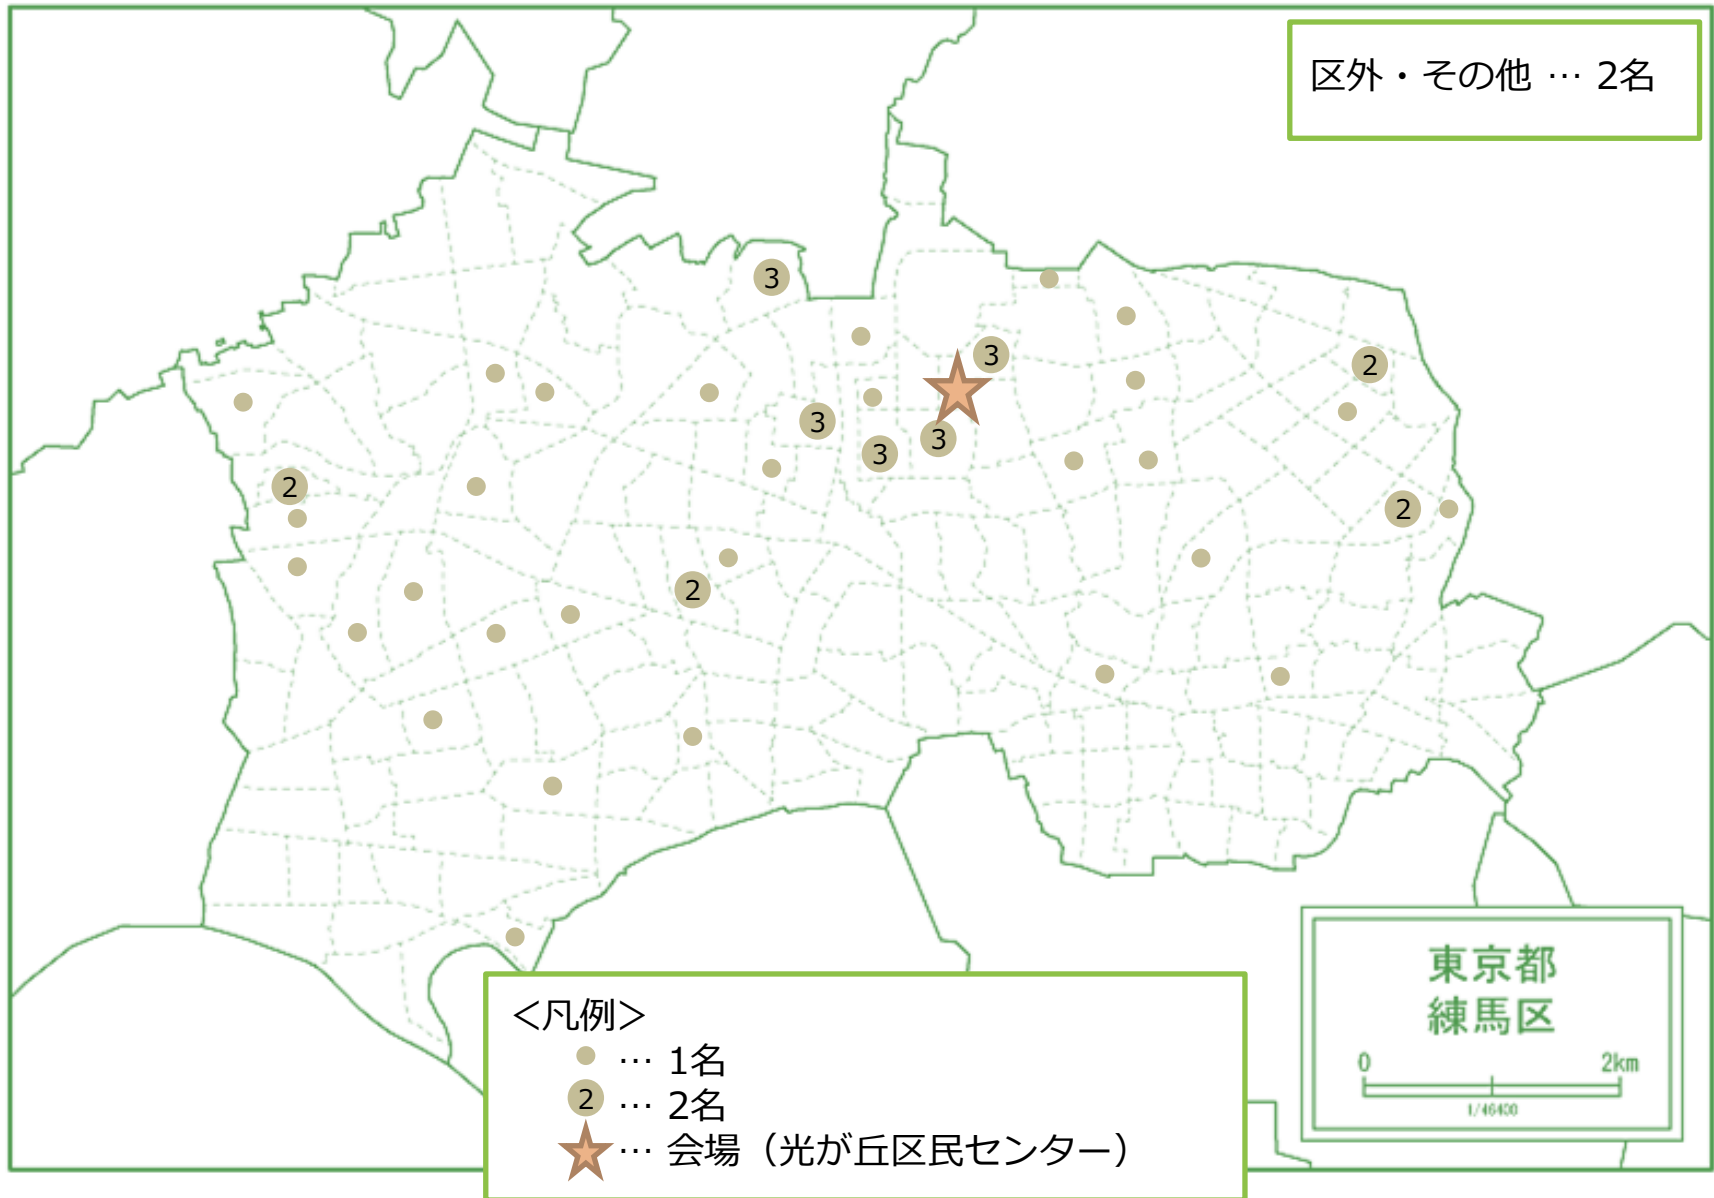 区外・その他 … 2名
3
3
2
3
3
3
2
2
2
＜凡例＞
… 1名
2 … 2名
… 会場（光が丘区民センター）
東京都
練馬区
0 2km
1/46400